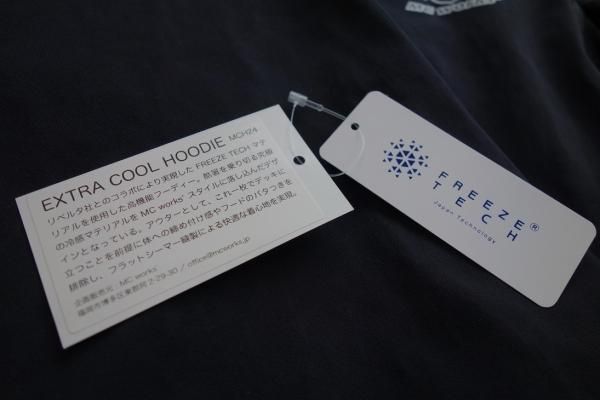 EXTRA COOL HOODIE MCH24
リベルタ社とのコラボにより実現した FREEZE TECH マテ
リアルを使用した高機能フーディー。酷暑を乗り切る究極
の冷感マテリアルを MC works' スタイルに落し込んだデザ
インとなっている。アウターとして、これ一枚でデッキに
立つことを前提に体への締め付け感やフードのバタつきを
排除し、フラットシーマー縫製による快適な着心地を実現。
企画販売元 : MC works'
福岡市博多区東那珂 2-29-30 / office@mcworks.jp
FREEZE
TECH®
Japan Technology